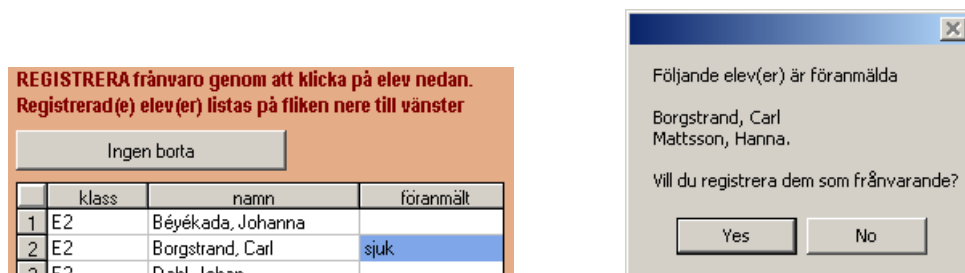 REGISTRERA frånvaro genom att klicka på elev nedan.
Registrerad(e) elev(er) listas på fliken nere till vänster
Ingen borta
klass namn föranmält
1 E2 Béyékada, Johanna
2 E2 Borgstrand, Carl sjuk
Följande elev(er) är föranmälda
Borgstrand, Carl
Mattsson, Hanna.
Vill du registrera dem som frånvarande?
Yes No